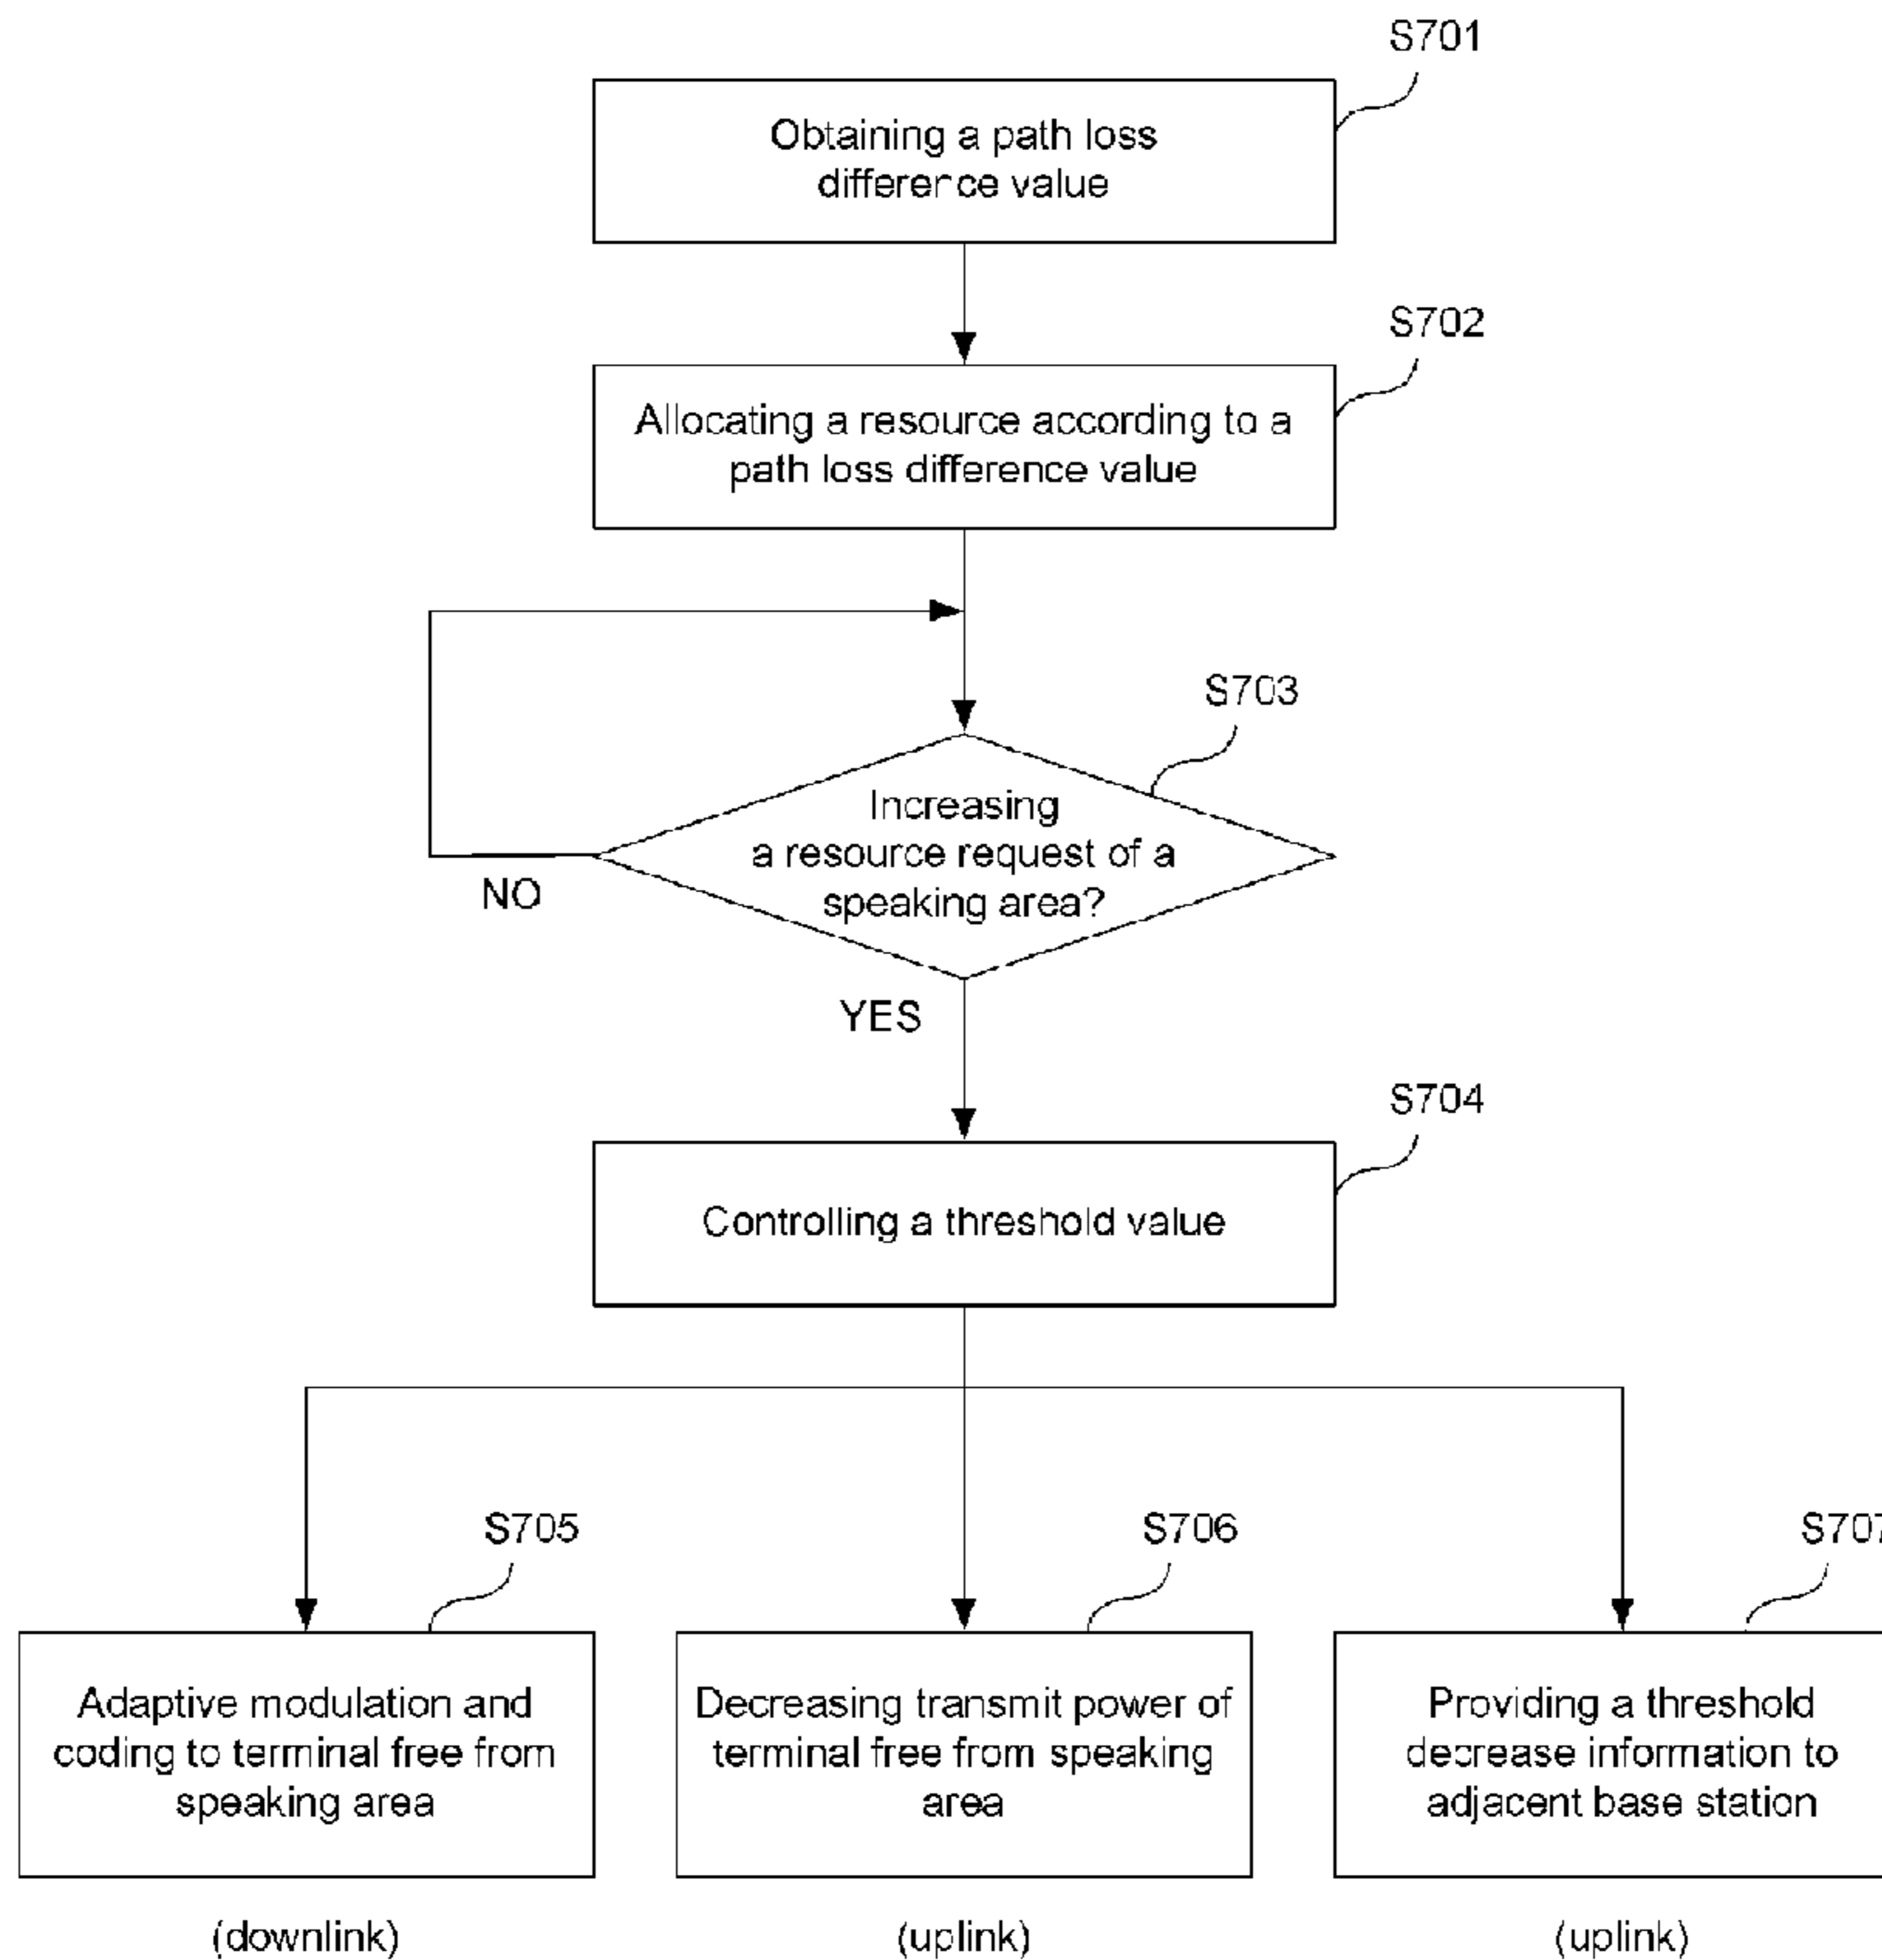 S701
Obtaining a path loss
difference value
S702
Allocating a resource according to a
path loss difference value
S703
Increasing
a resource request of a
speaking area?
NO
YES
S704
Controlling a threshold value
S705
S706
S707
Adaptive modulation and
coding to terminal free from
speaking area
Decreasing transmit power of
terminal free from speaking
area
Providing a threshold
decrease information to
adjacent base station
(downlink)
(uplink)
(uplink)